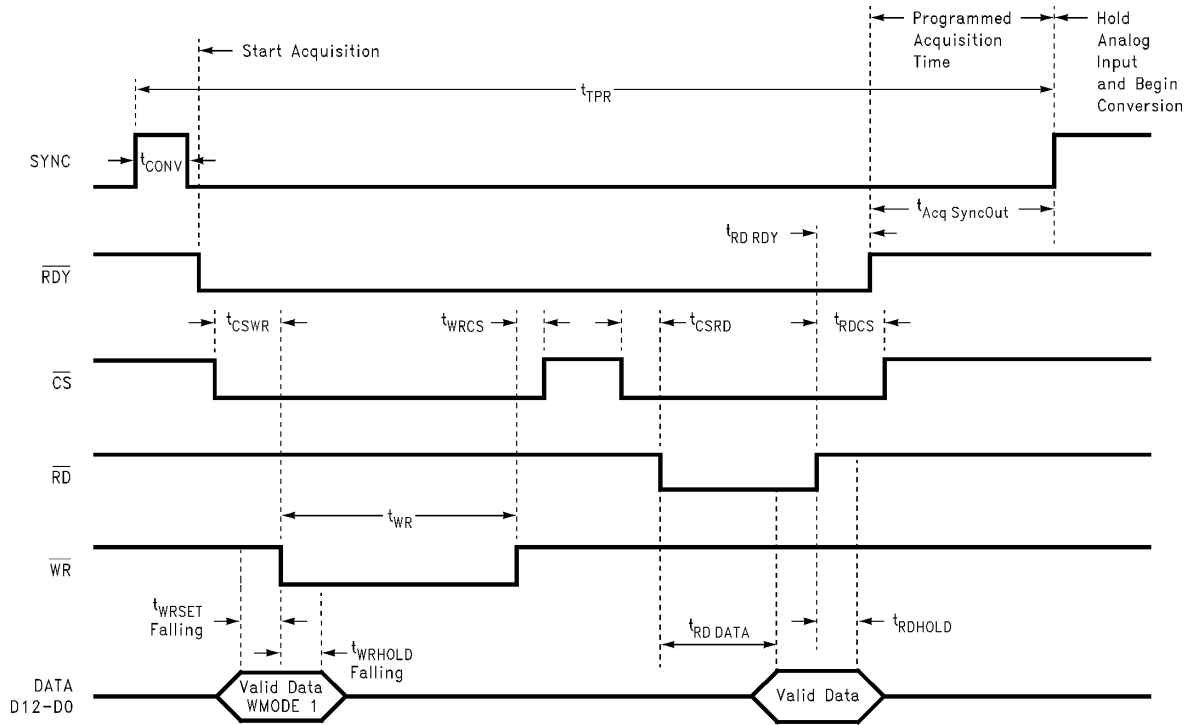 Programmed
Acquisition
Time
Hold
Analog
Input
and Begin
Conversion
Start Acquisition
tTPR
SYNC
tCONV
tAcq SyncOut
tRD RDY
RDY
tCSWR
tWRCS
tCSRD
tRDCS
CS
RD
tWR
WR
tWRSET
Falling
tWRHOLD
Falling
tRD DATA
tRDHOLD
DATA
D12-D0
Valid Data
WMODE 1
Valid Data